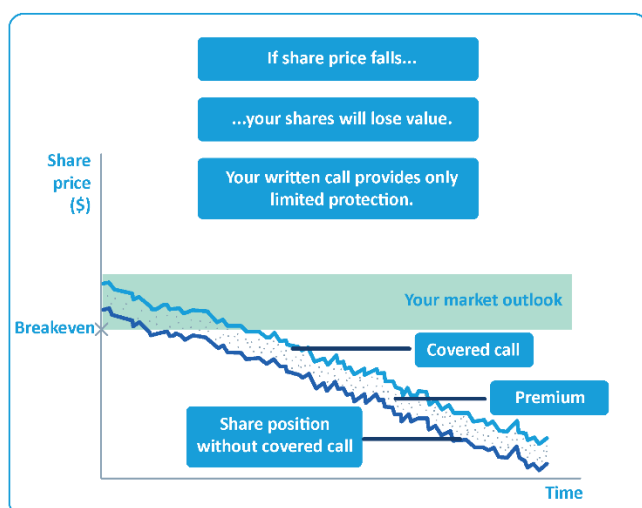 If share price falls...
...your shares will lose value.
Share
price
($)
Your written call provides only
limited protection.
Your market outlook
Breakeven
Covered call
Premium
Share position
without covered call
Time